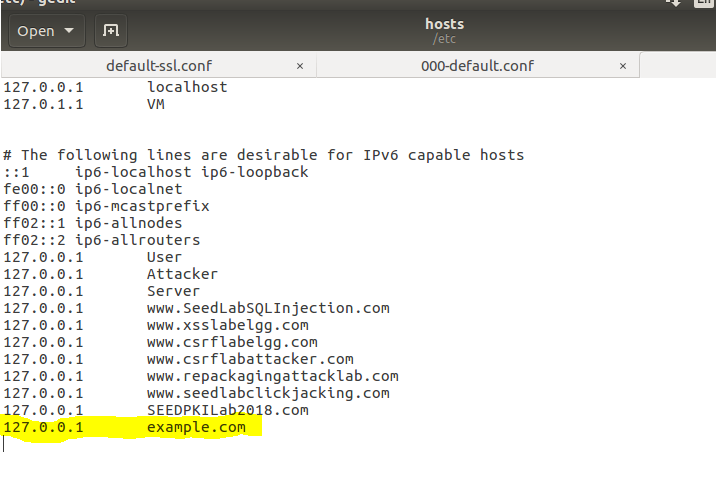 Open
hosts
/etc
default-ssl.conf ×
000-default.conf ×
127.0.0.1 localhost
127.0.1.1 VM
# The following lines are desirable for IPv6 capable hosts
::1 ip6-localhost ip6-loopback
fe00::0 ip6-localnet
ff00::0 ip6-mcastprefix
ff02::1 ip6-allnodes
ff02::2 ip6-allrouters
127.0.0.1 User
127.0.0.1 Attacker
127.0.0.1 Server
127.0.0.1 www.SeedLabSQLInjection.com
127.0.0.1 www.xsslabelgg.com
127.0.0.1 www.csrflabelgg.com
127.0.0.1 www.csrflabattacker.com
127.0.0.1 www.repackagingattacklab.com
127.0.0.1 www.seedlabclickjacking.com
127.0.0.1 SEEDPKILab2018.com
127.0.0.1 example.com